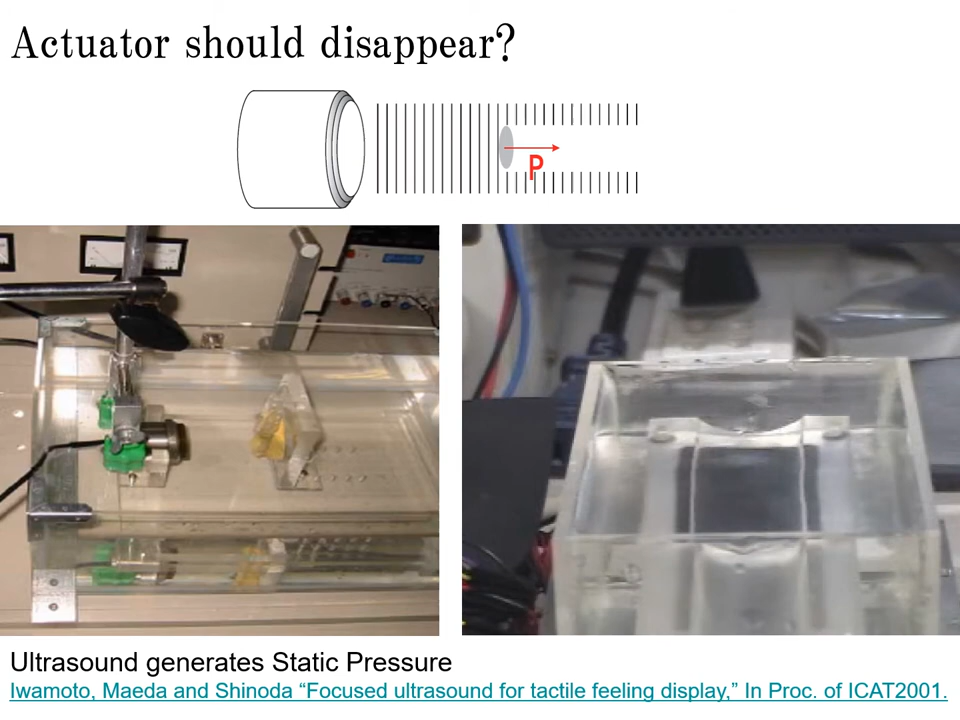 Actuator should disappear?
P
Ultrasound generates Static Pressure
Iwamoto, Maeda and Shinoda “Focused ultrasound for tactile feeling display,” In Proc. of ICAT2001.